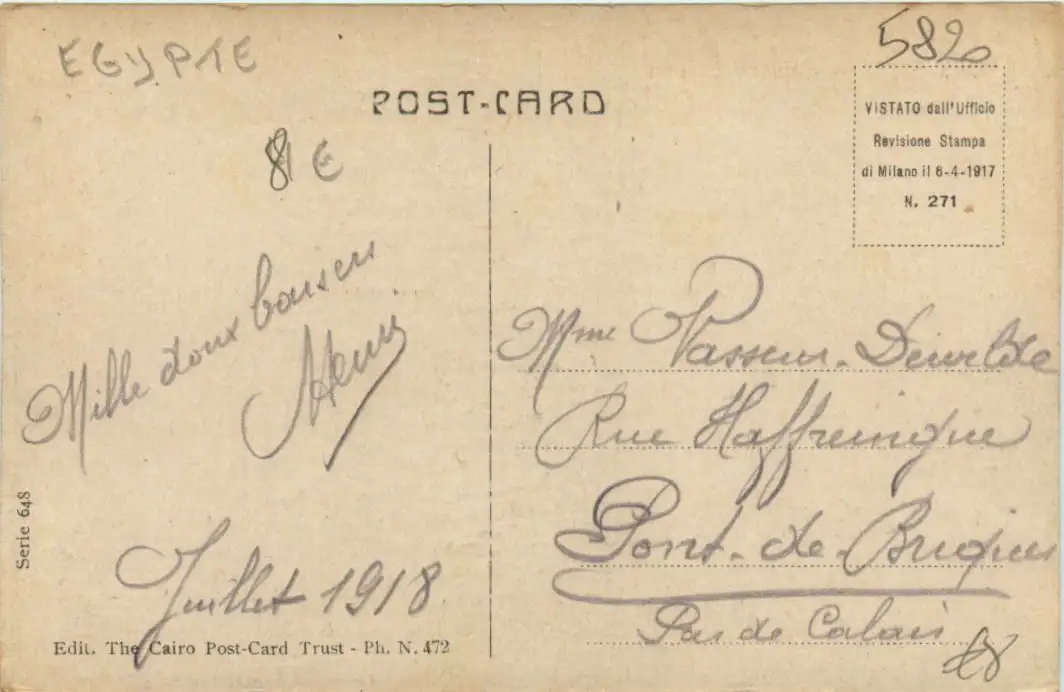 EGYPTE
5820
POST-CARD
8 €
VISTATO dall'Ufficio
Revisione Stampa
di Milano il 6-4-1917
N. 271
Mille doux baisers
Henri
Juillet 1918
Mme Vasseur-Dewilde
Rue Haffreingue
Pont-de-Briques
Pas de Calais
Serie 648
Edit. The Cairo Post-Card Trust - Ph. N. 472